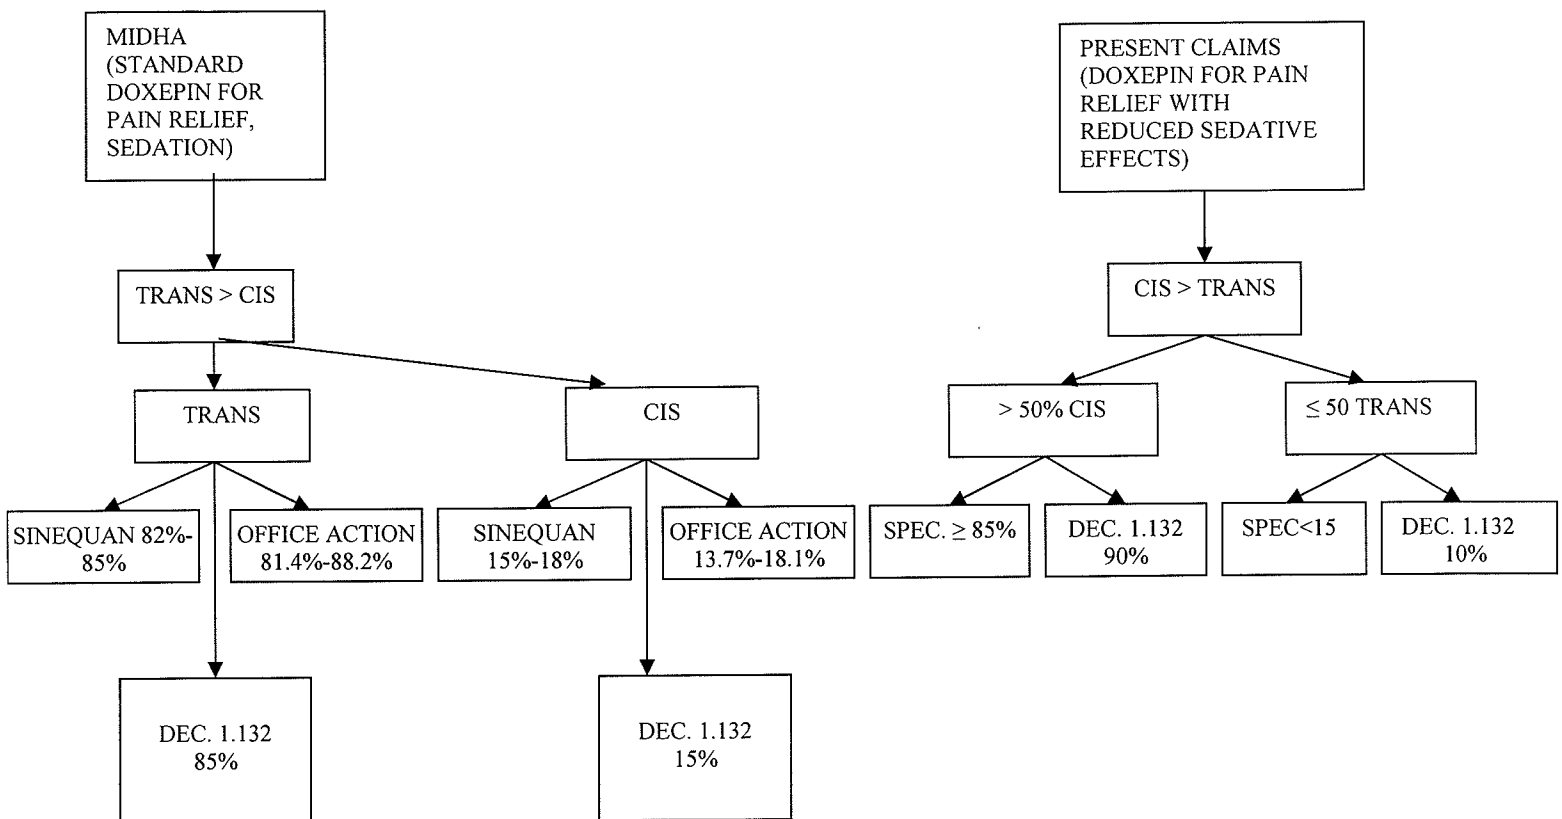 MIDHA
(STANDARD
DOXEPIN FOR
PAIN RELIEF,
SEDATION)
PRESENT CLAIMS
(DOXEPIN FOR PAIN
RELIEF WITH
REDUCED SEDATIVE
EFFECTS)
TRANS > CIS
CIS > TRANS
TRANS
CIS
> 50% CIS
≤ 50 TRANS
SINEQUAN 82%-
85%
OFFICE ACTION
81.4%-88.2%
SINEQUAN
15%-18%
OFFICE ACTION
13.7%-18.1%
SPEC. ≥ 85%
DEC. 1.132
90%
SPEC<15
DEC. 1.132
10%
DEC. 1.132
85%
DEC. 1.132
15%